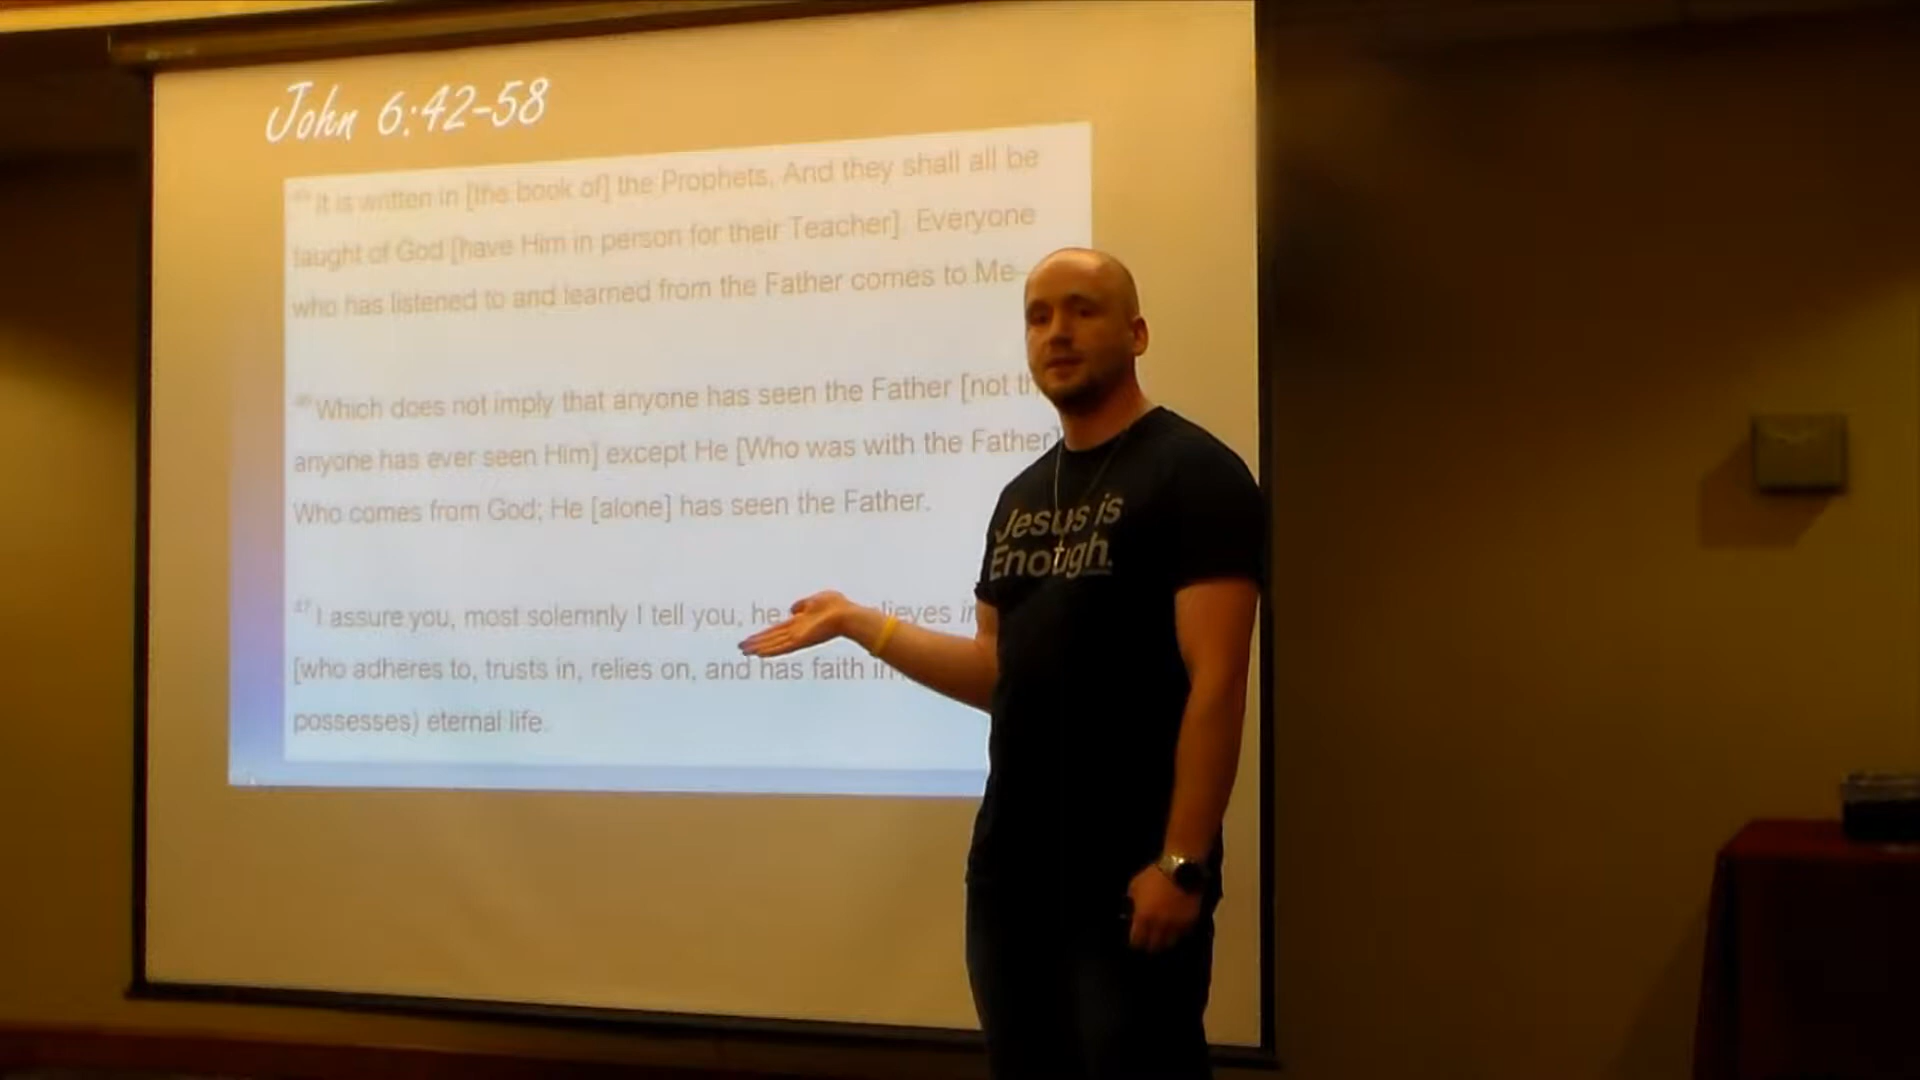 John 6:42-58
It is written in [the book of] the Prophets, And they shall all be
taught of God [have Him in person for their Teacher]. Everyone
who has listened to and learned from the Father comes to Me
Which does not imply that anyone has seen the Father [not
anyone has ever seen Him] except He [Who was with the Father]
Who comes from God; He [alone] has seen the Father.
47 I assure you, most solemnly I tell you, he
[who adheres to, trusts in, relies on, and has faith in
possesses) eternal life.
Jesus is
Enough.